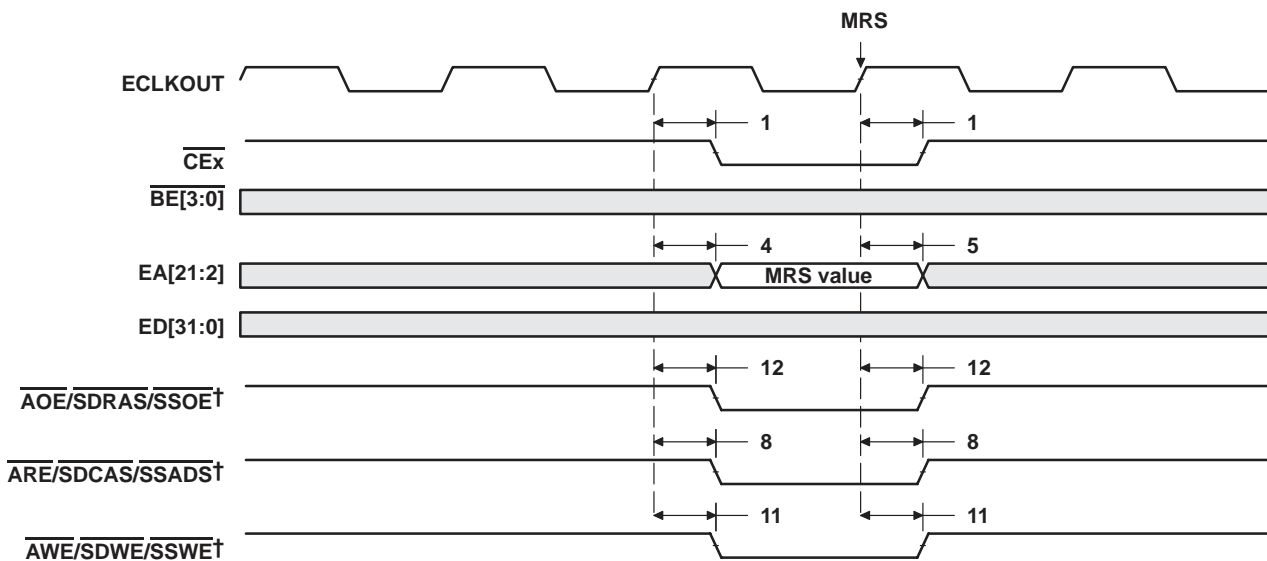 MRS
ECLKOUT
1 1
CEx
BE[3:0]
4 5
EA[21:2] MRS value
ED[31:0]
12 12
AOE/SDRAS/SSOE†
8 8
ARE/SDCAS/SSADS†
11 11
AWE/SDWE/SSWE†